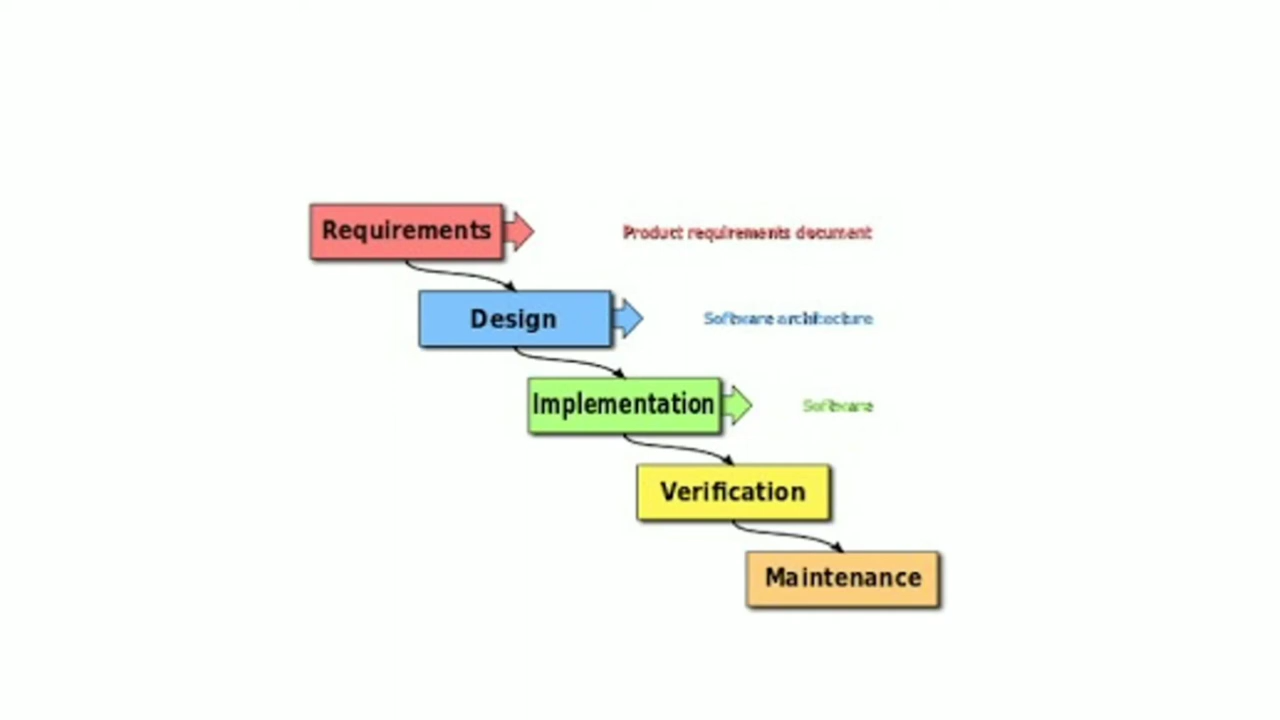 Requirements
Product requirements document
Design
Software architecture
Implementation
Software
Verification
Maintenance